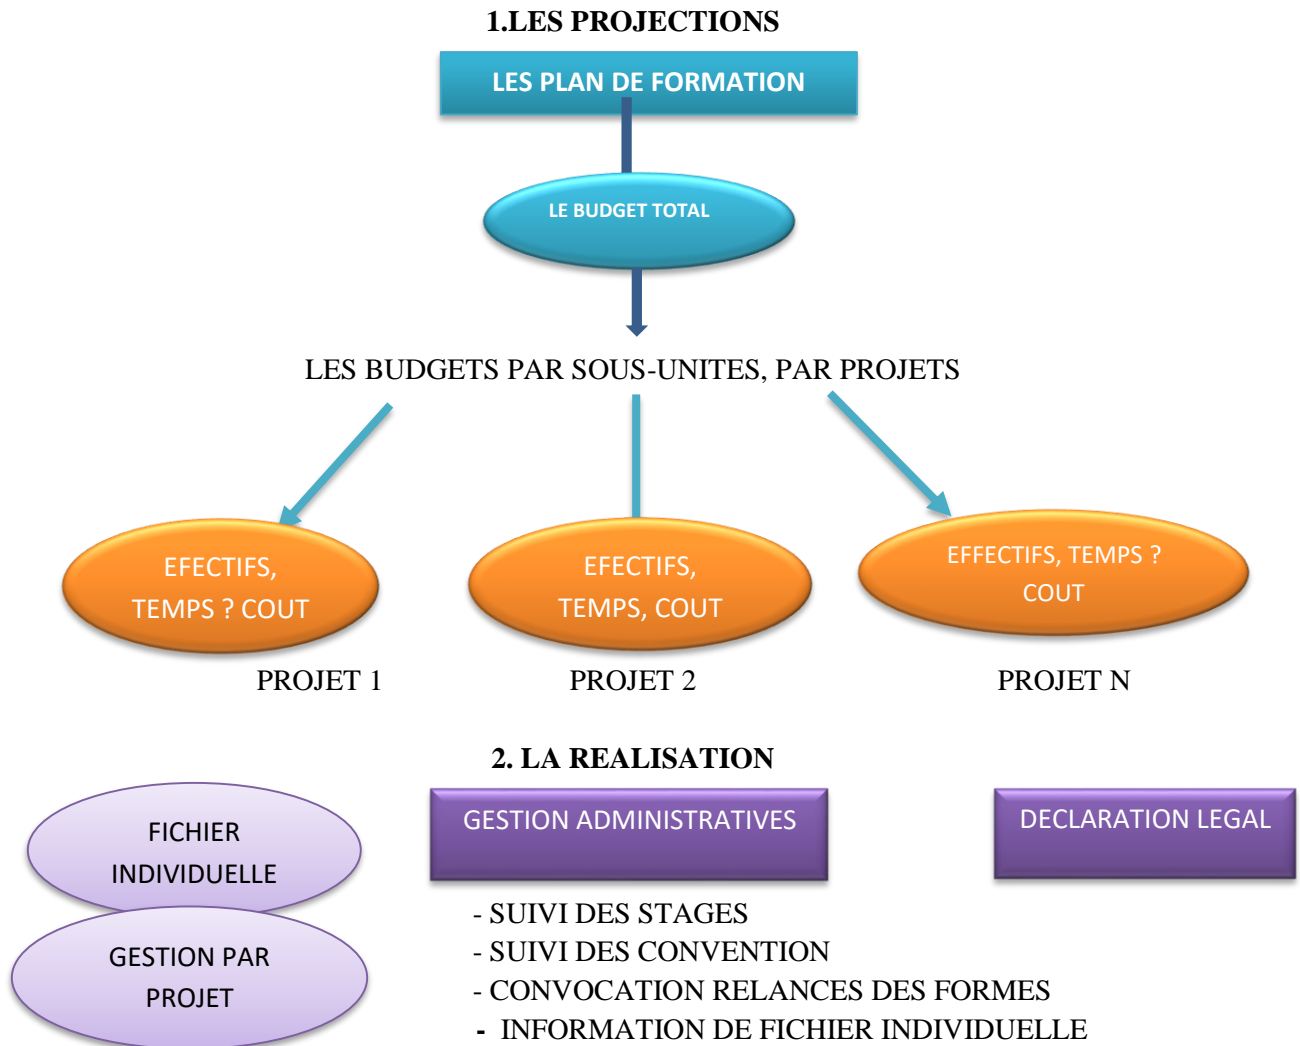 1.LES PROJECTIONS
LES PLAN DE FORMATION
LE BUDGET TOTAL
LES BUDGETS PAR SOUS-UNITES, PAR PROJETS
EFECTIFS,
TEMPS ? COUT
EFECTIFS,
TEMPS, COUT
EFFECTIFS, TEMPS ?
COUT
PROJET 1
PROJET 2
PROJET N
2. LA REALISATION
FICHIER
INDIVIDUELLE
GESTION ADMINISTRATIVES
DECLARATION LEGAL
GESTION PAR
PROJET
- SUIVI DES STAGES
- SUIVI DES CONVENTION
- CONVOCATION RELANCES DES FORMES
- INFORMATION DE FICHIER INDIVIDUELLE